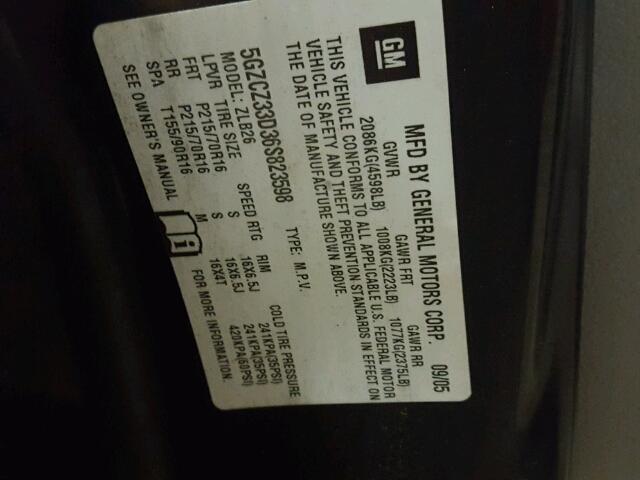 GM
MFD BY GENERAL MOTORS CORP. 09/05
GVWR GAWR FRT GAWR RR
2086KG(4598LB) 1008KG(2223LB) 1077KG(2375LB)
THIS VEHICLE CONFORMS TO ALL APPLICABLE U.S. FEDERAL MOTOR
VEHICLE SAFETY AND THEFT PREVENTION STANDARDS IN EFFECT ON
THE DATE OF MANUFACTURE SHOWN ABOVE.
5GZCZ33D36S823598 TYPE: M.P.V.
MODEL: ZLB26
LPVR TIRE SIZE SPEED RTG RIM COLD TIRE PRESSURE
FRT P215/70R16 S 16X6.5J 241KPA(35PSI)
RR P215/70R16 S 16X6.5J 241KPA(35PSI)
SPA T155/90R16 M 16X4T 420KPA(60PSI)
SEE OWNER'S MANUAL FOR MORE INFORMATION.